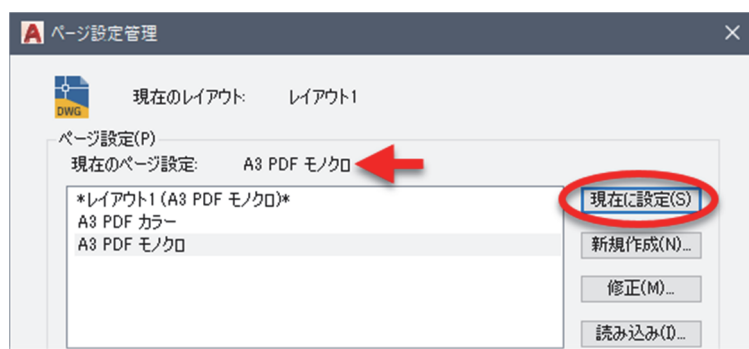 ページ設定管理
DWG
現在のレイアウト: レイアウト1
ページ設定(P)
現在のページ設定: A3 PDF モノクロ
*レイアウト1 (A3 PDF モノクロ)*
A3 PDF カラー
A3 PDF モノクロ
現在に設定(S)
新規作成(N)...
修正(M)...
読み込み(I)...